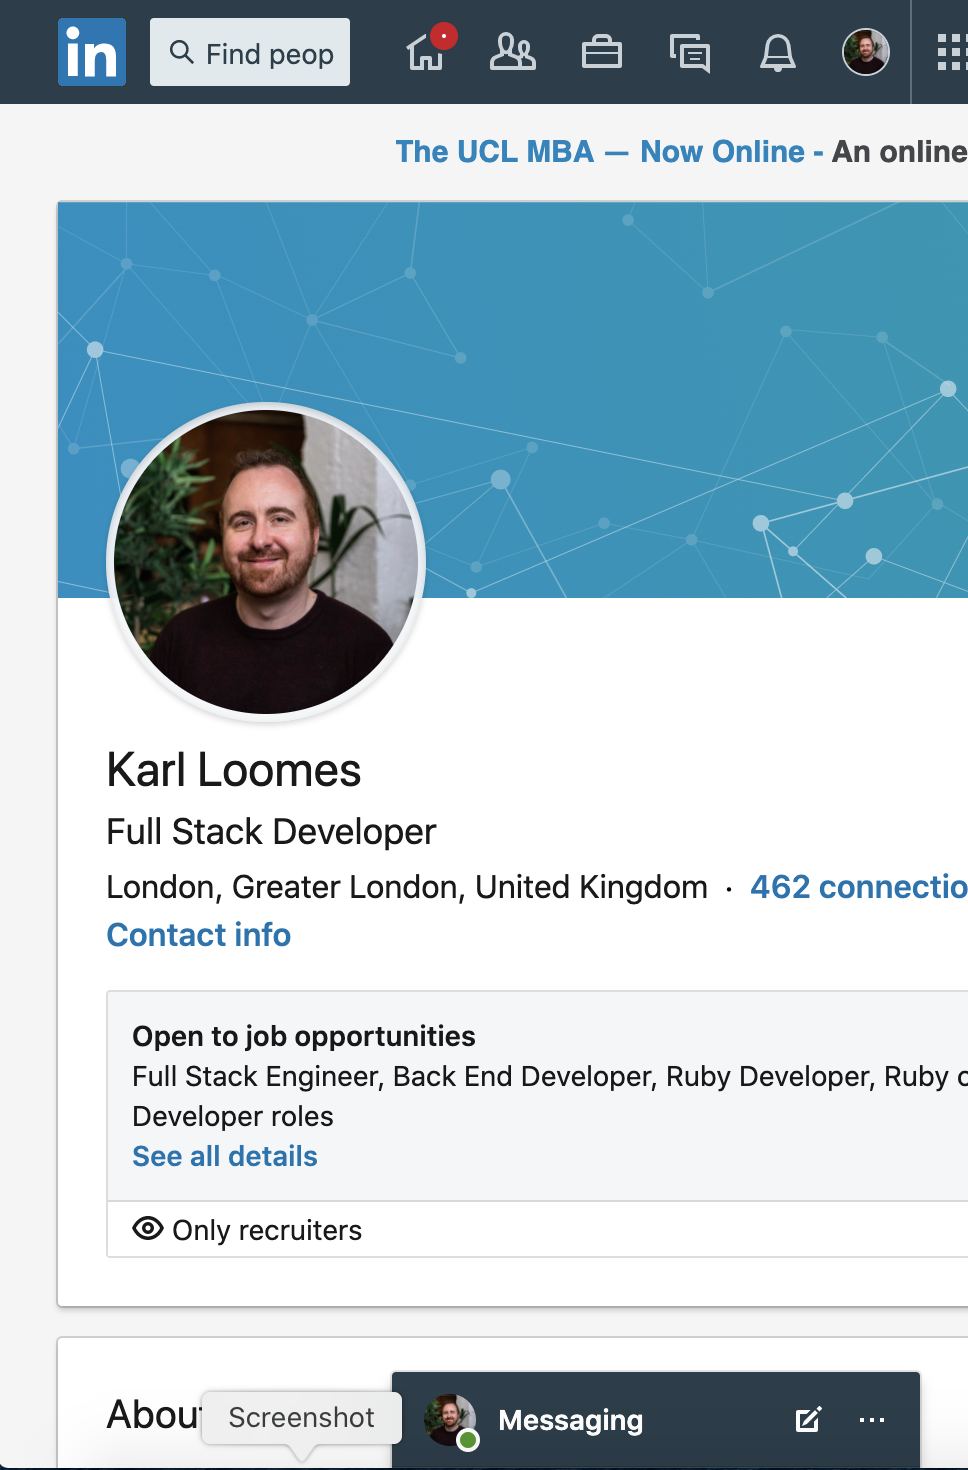 in
Find peop
The UCL MBA — Now Online - An online
Karl Loomes
Full Stack Developer
London, Greater London, United Kingdom · 462 connectio
Contact info
Open to job opportunities
Full Stack Engineer, Back End Developer, Ruby Developer, Ruby o
Developer roles
See all details
Only recruiters
Abou
Screenshot
Messaging